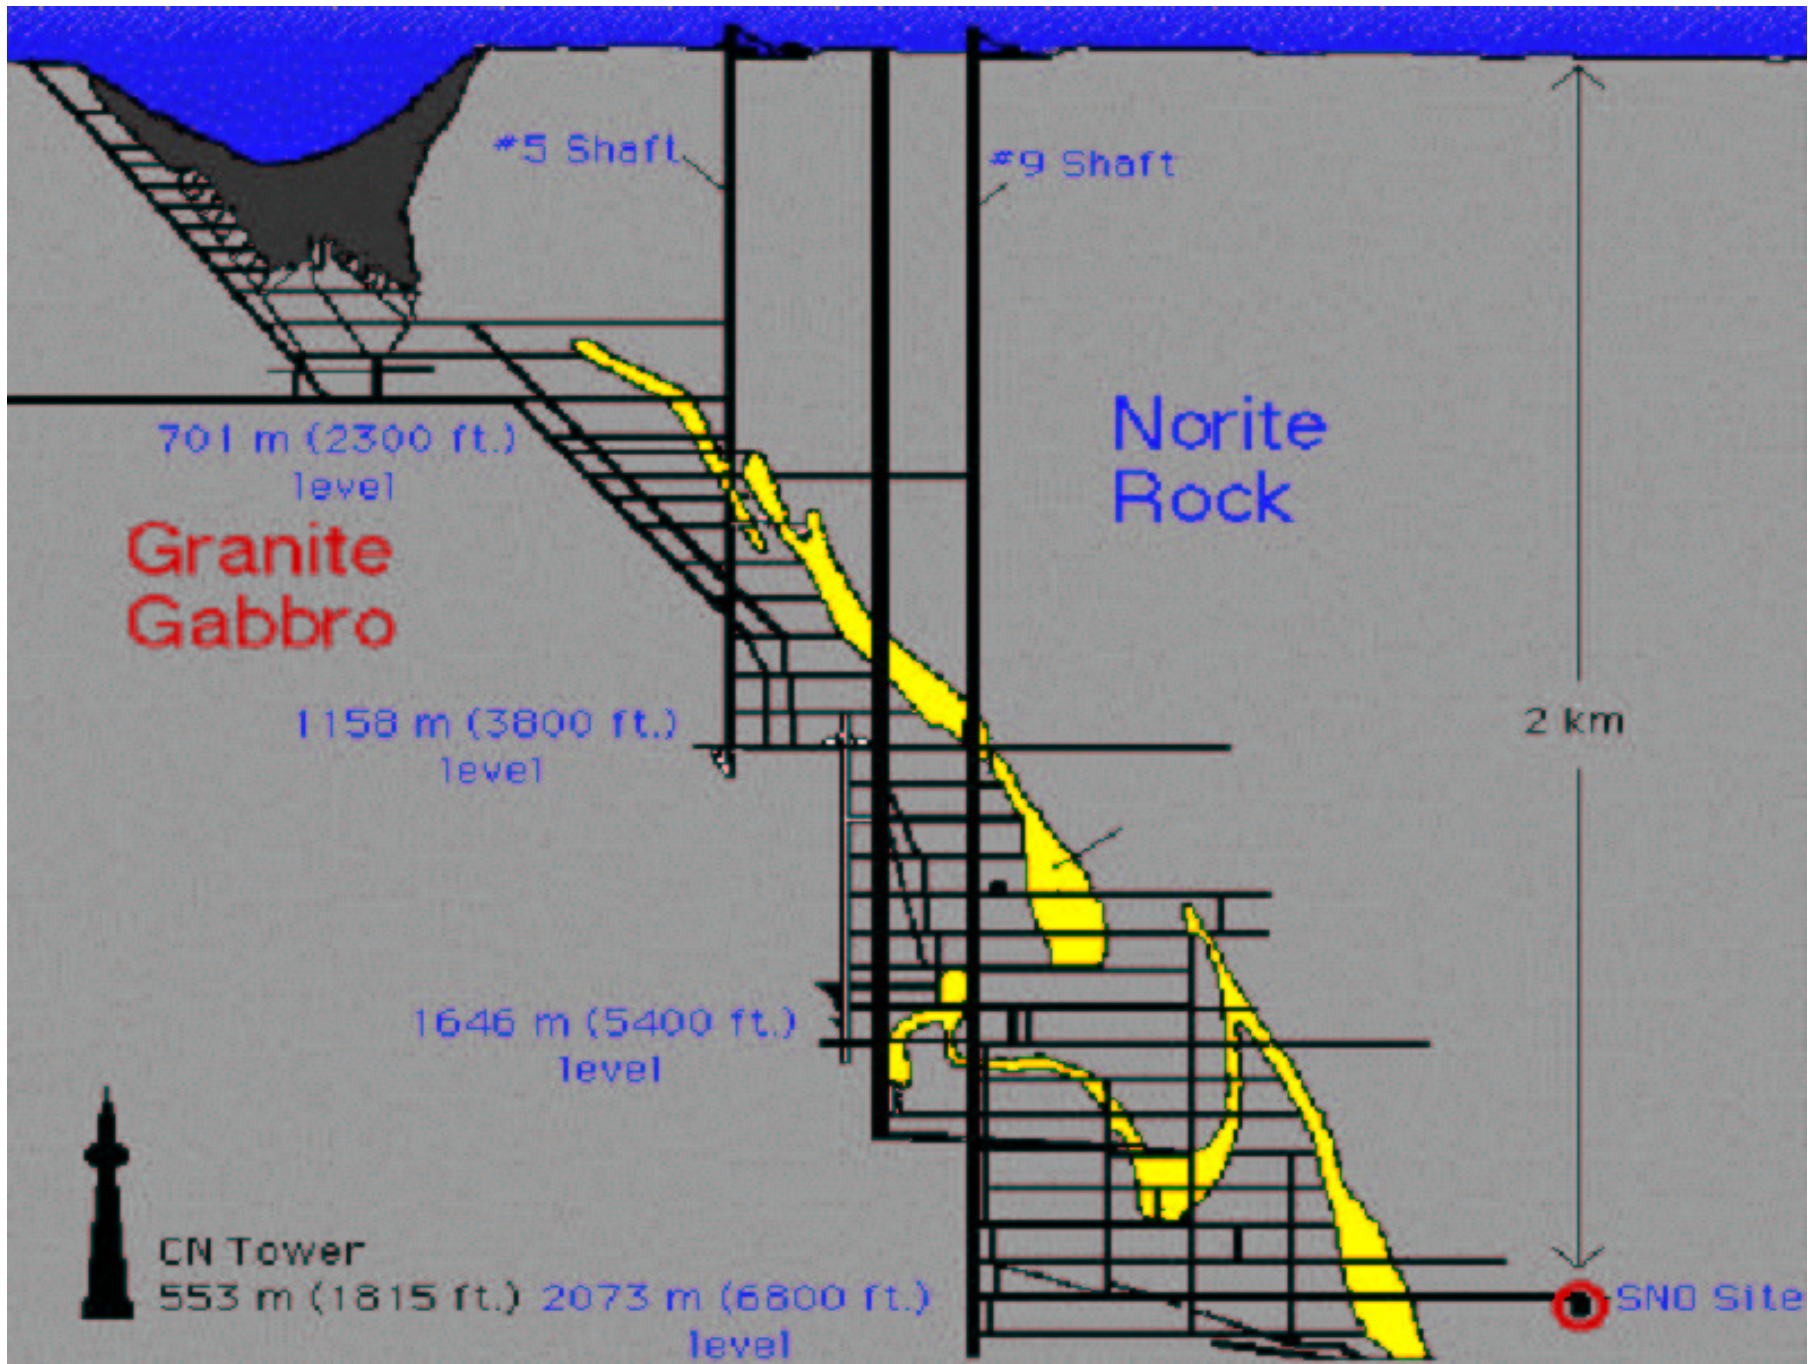 #5 Shaft
#9 Shaft
Norite
Rock
701 m (2300 ft.)
level
Granite
Gabbro
1158 m (3800 ft.)
level
2 km
1646 m (5400 ft.)
level
CN Tower
553 m (1815 ft.)
2073 m (6800 ft.)
level
SNO Site